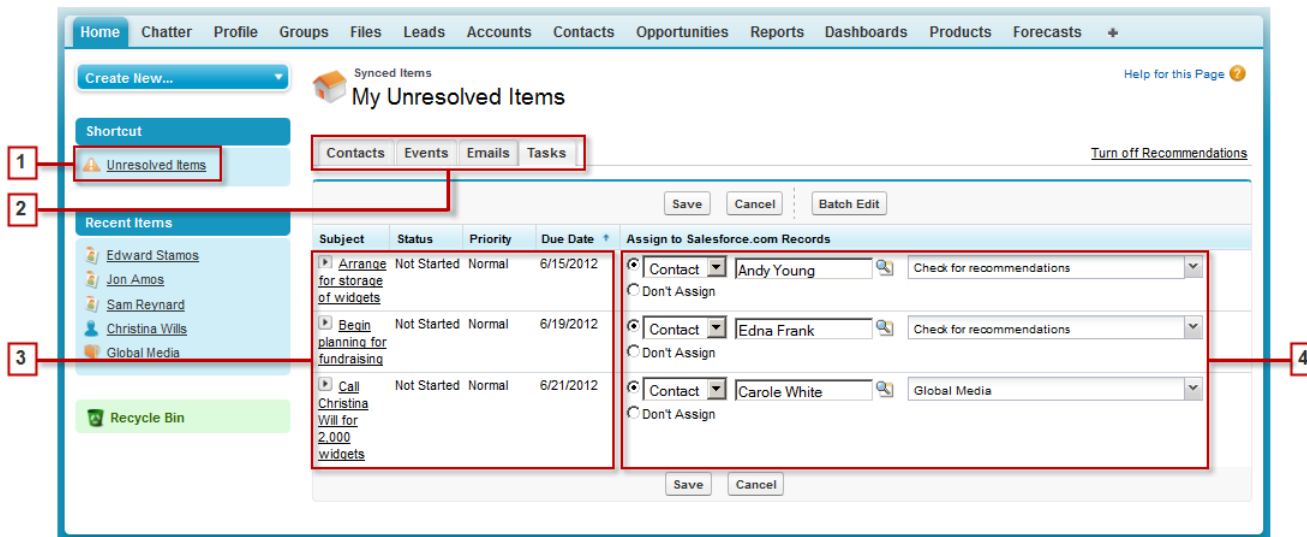 Home Chatter Profile Groups Files Leads Accounts Contacts Opportunities Reports Dashboards Products Forecasts +
Create New...
Synced Items
My Unresolved Items
Help for this Page ?
Shortcut
1
Unresolved Items
Contacts Events Emails Tasks
Turn off Recommendations
2
Save Cancel Batch Edit
Recent Items
Edward Stamos
Jon Amos
Sam Reynard
Christina Wills
Global Media
Recycle Bin
Subject Status Priority Due Date Assign to Salesforce.com Records
Arrange Not Started Normal 6/15/2012 Contact Andy Young Check for recommendations
for storage
of widgets
Don't Assign
Begin Not Started Normal 6/19/2012 Contact Edna Frank Check for recommendations
planning for
fundraising
Don't Assign
3
4
Call Not Started Normal 6/21/2012 Contact Carole White Global Media
Christina
Will for
2,000
widgets
Don't Assign
Save Cancel